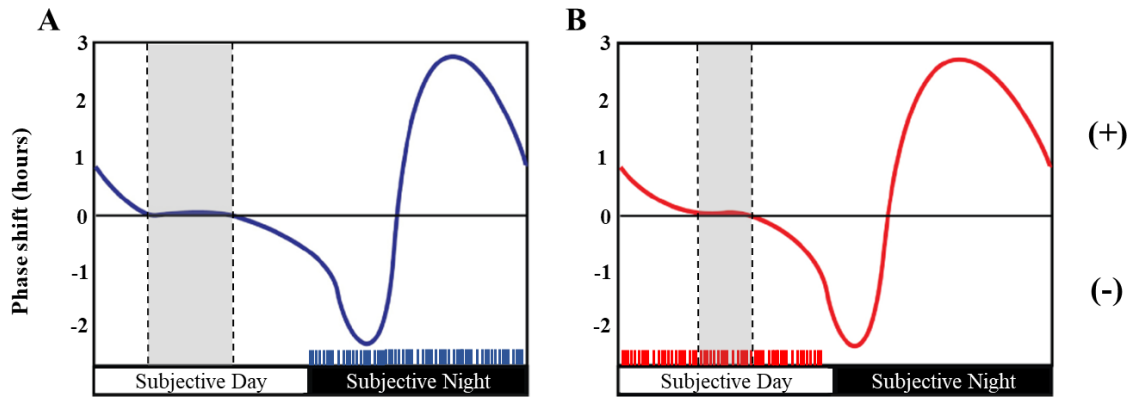 A
B
Phase shift (hours)
3
2
1
0
-1
-2
Subjective Day
Subjective Night
3
2
1
0
-1
-2
Subjective Day
Subjective Night
(+)
(-)